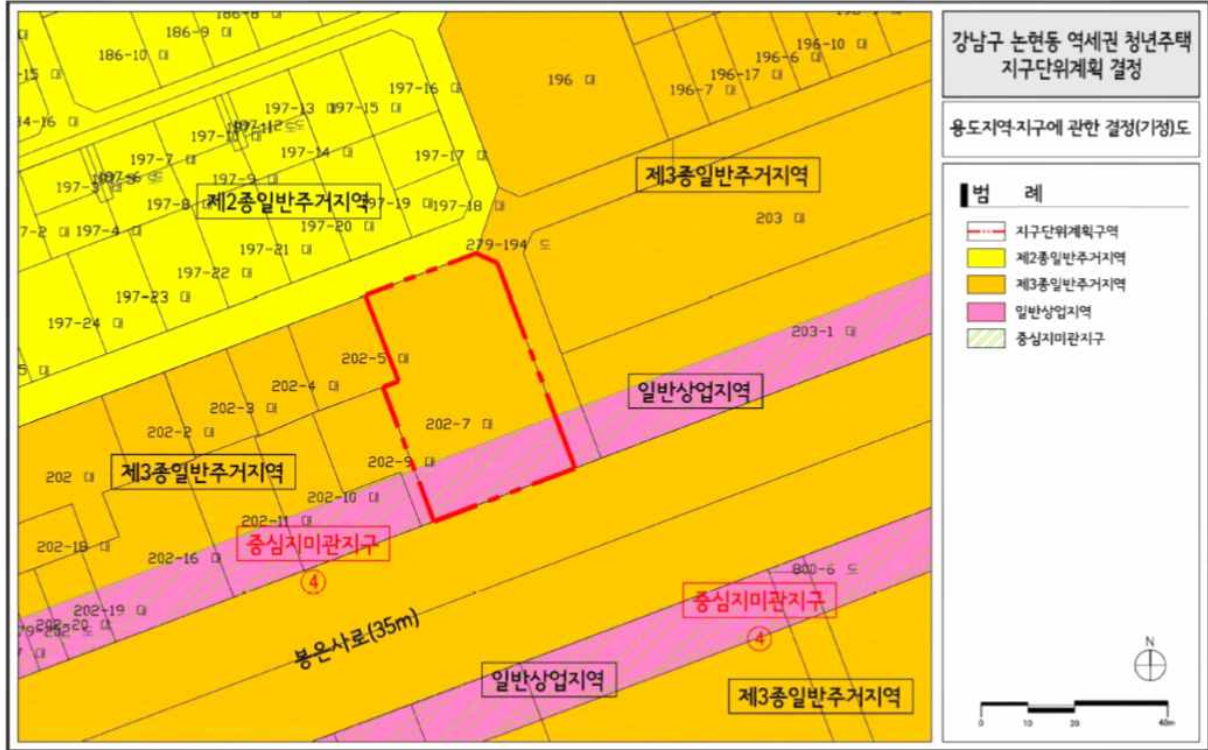 강남구 논현동 역세권 청년주택
지구단위계획 결정
용도지역·지구에 관한 결정(기정)도
범 례
지구단위계획구역
제2종일반주거지역
제3종일반주거지역
일반상업지역
중심지미관지구
N
0 10 20 40m
186-9 대
186-10 대
196-10 대
196-6 대
196-17 대
196 대
196-7 대
197-16 대
197-13 대
197-15 대
197-10 대
197-14 대
197-17 대
197-7 대
197-9 대
제3종일반주거지역
제2종일반주거지역
197-8 대
197-19 대
197-18 대
203 대
197-4 대
197-20 대
197-21 대
279-194 도
197-22 대
197-23 대
197-24 대
203-1 대
202-5 대
202-4 대
일반상업지역
202-3 대
202-7 대
202-2 대
202-9 대
제3종일반주거지역
202 대
202-10 대
202-11 대
202-18 대
중심지미관지구
202-16 대
4
800-6 도
중심지미관지구
202-19 대
202-20 대
4
봉은사로(35m)
일반상업지역
제3종일반주거지역